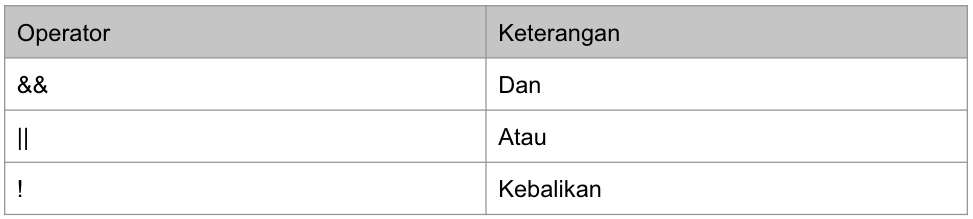 Operator Keterangan
&& Dan
|| Atau
! Kebalikan